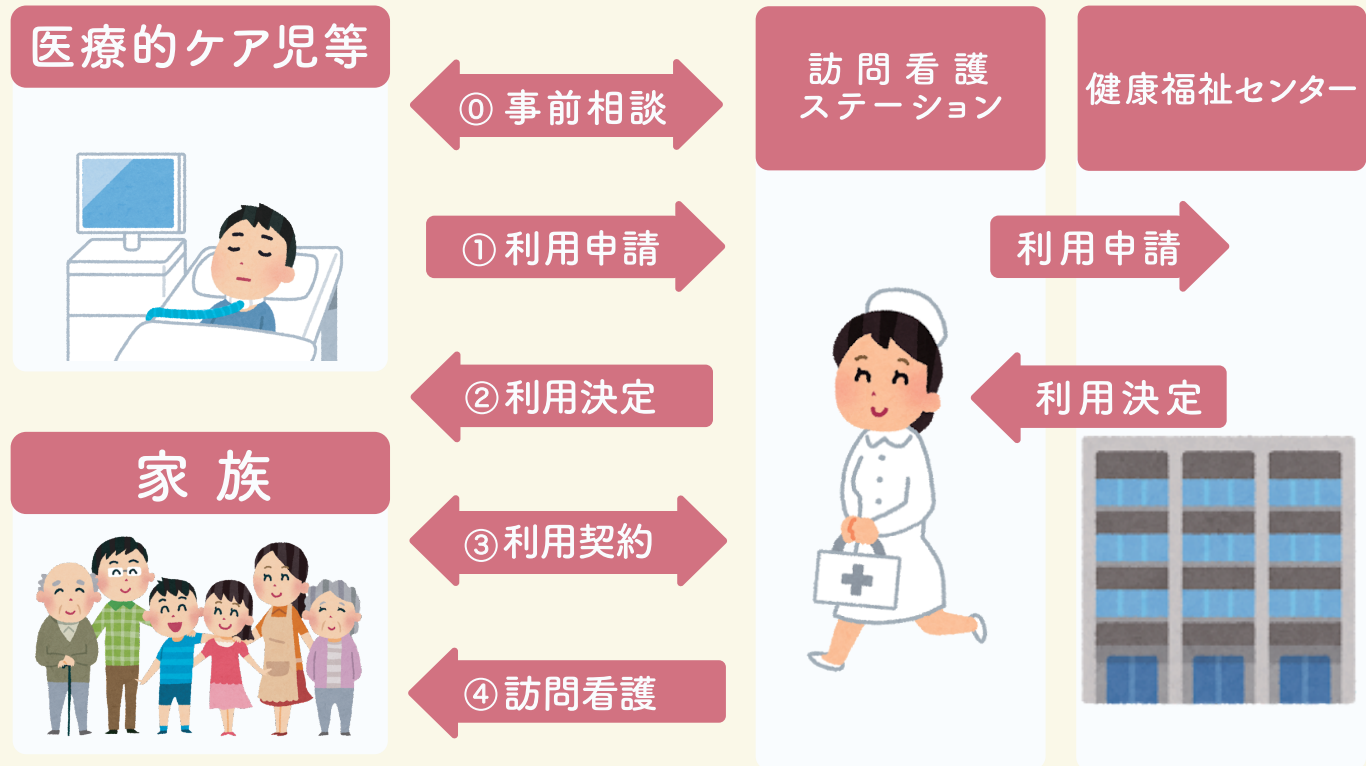 医療的ケア児等
⓪ 事前相談
訪問看護
ステーション
健康福祉センター
① 利用申請
利用申請
② 利用決定
利用決定
家族
③ 利用契約
④ 訪問看護